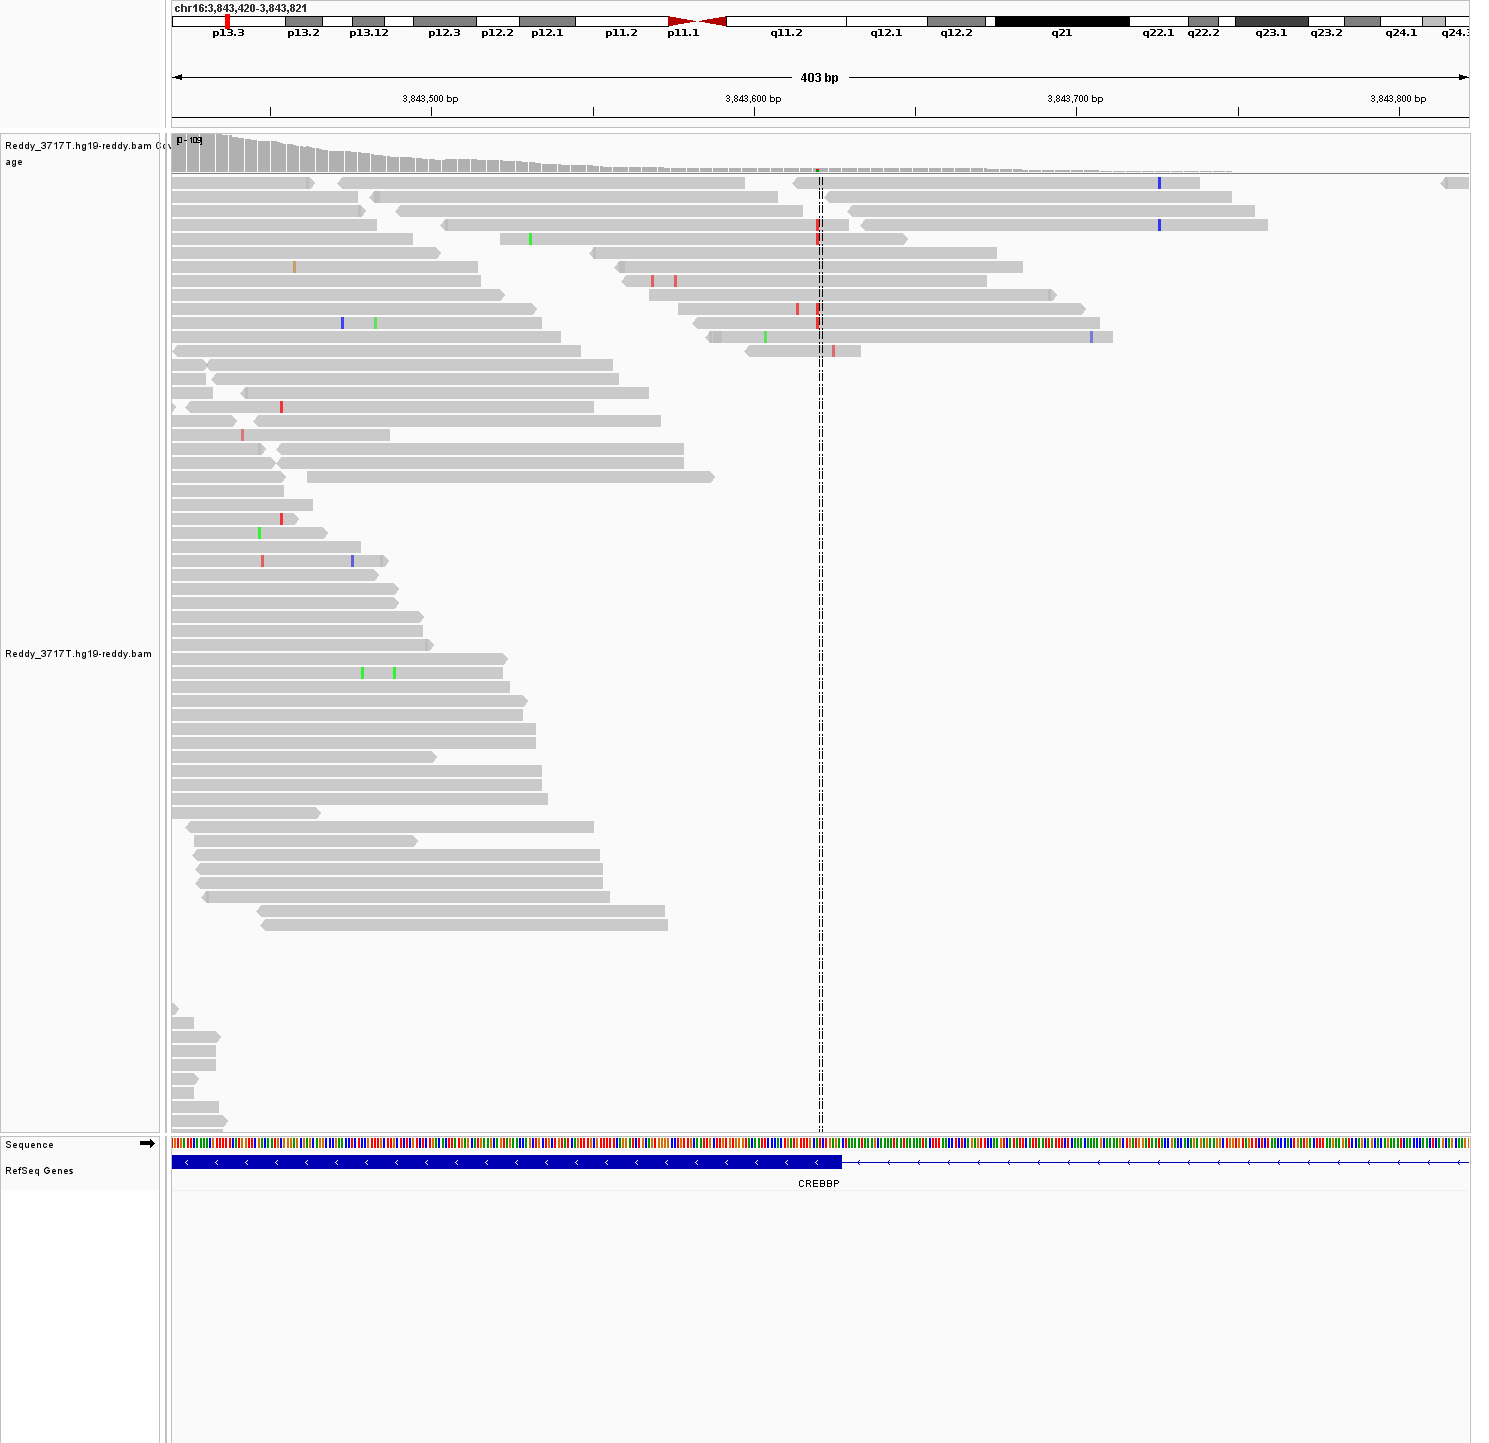 chr16:3,843,420-3,843,821
p13.3 p13.2 p13.12 p12.3 p12.2 p12.1 p11.2 p11.1 q11.2 q12.1 q12.2 q21 q22.1 q22.2 q23.1 q23.2 q24.1 q24.3
403 bp
3,843,500 bp 3,843,600 bp 3,843,700 bp 3,843,800 bp
[0 - 109]
Reddy_3717T.hg19-reddy.bam Cov
age
Reddy_3717T.hg19-reddy.bam
Sequence
RefSeq Genes
CREBBP